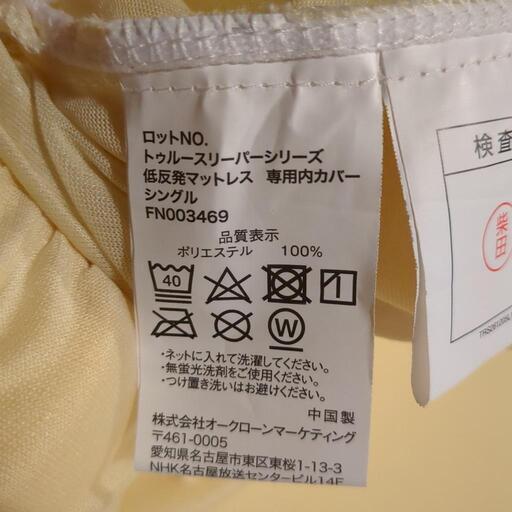 ロットNO.
トゥルースリーパーシリーズ
低反発マットレス 専用内カバー
シングル
FN003469
品質表示
ポリエステル 100%
40
W
・ネットに入れて洗濯してください。
・無蛍光洗剤をご使用ください。
・つけ置き洗いはお避けください。
中国製
株式会社オークローンマーケティング
〒461-0005
愛知県名古屋市東区東桜1-13-3
NHK名古屋放送センタービル14F
検査